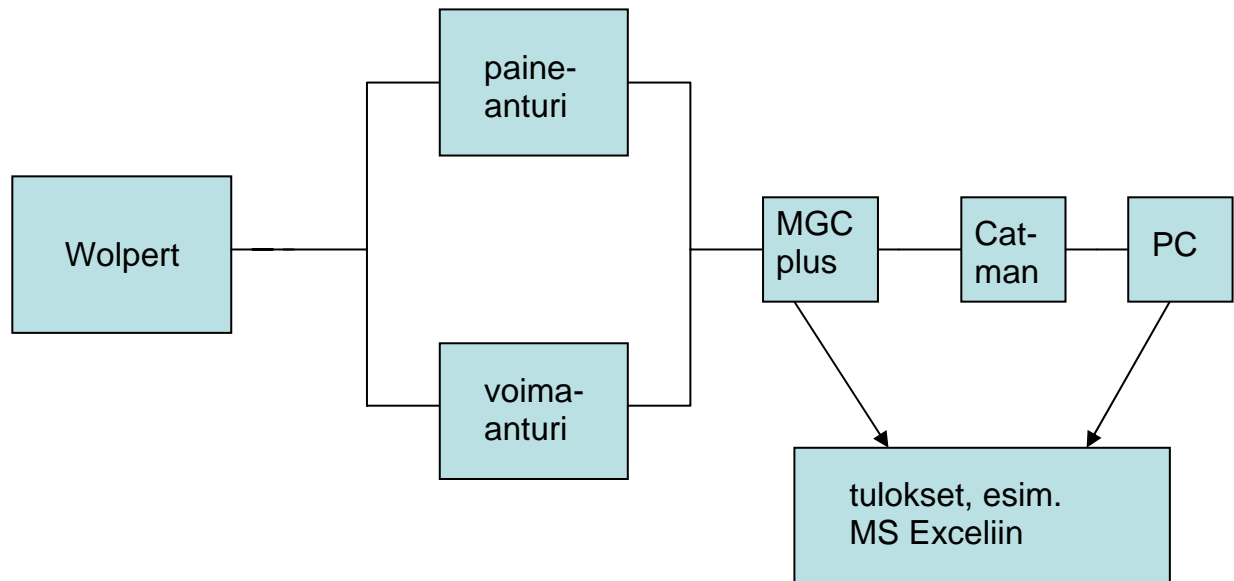 paine-
anturi
Wolpert
MGC
plus
Cat-
man
PC
voima-
anturi
tulokset, esim.
MS Exceliin